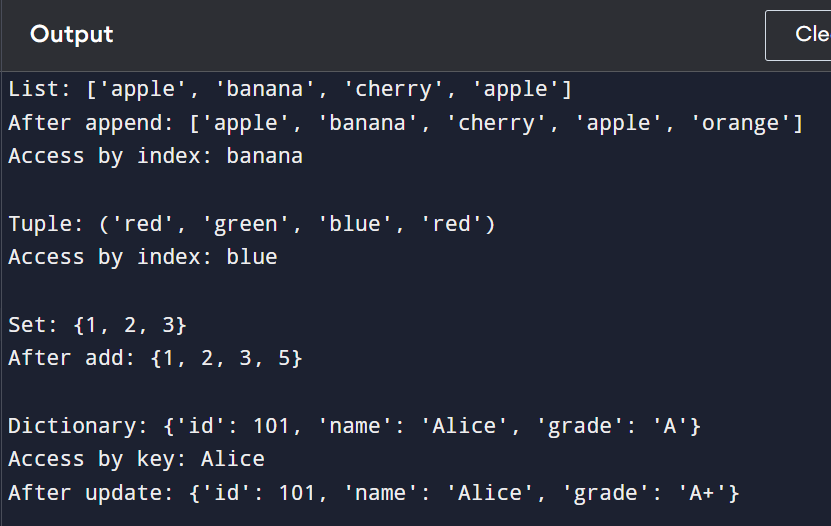 Output
Cle
List: ['apple', 'banana', 'cherry', 'apple']
After append: ['apple', 'banana', 'cherry', 'apple', 'orange']
Access by index: banana
Tuple: ('red', 'green', 'blue', 'red')
Access by index: blue
Set: {1, 2, 3}
After add: {1, 2, 3, 5}
Dictionary: {'id': 101, 'name': 'Alice', 'grade': 'A'}
Access by key: Alice
After update: {'id': 101, 'name': 'Alice', 'grade': 'A+'}